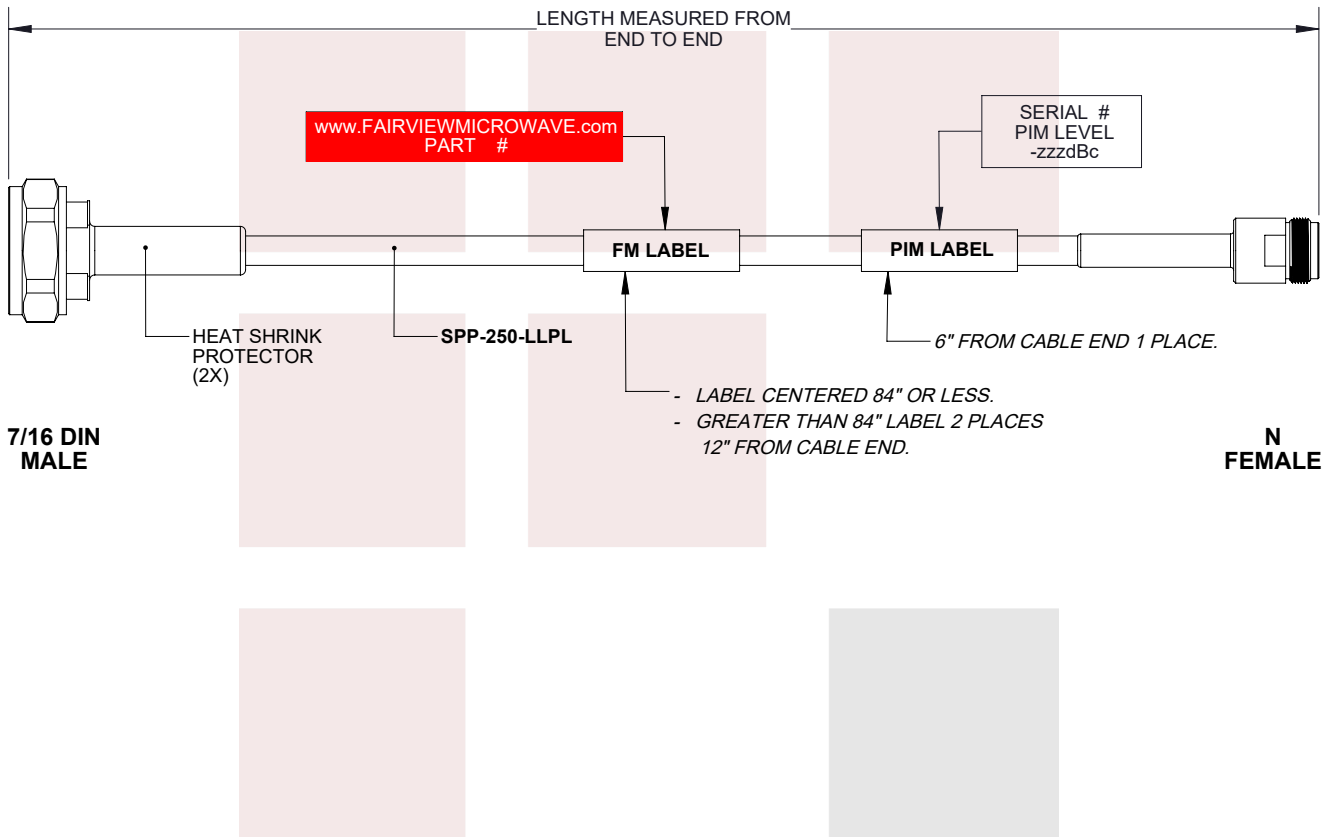 LENGTH MEASURED FROM
END TO END
www.FAIRVIEWMICROWAVE.com
PART #
SERIAL #
PIM LEVEL
-zzzdBc
FM LABEL
PIM LABEL
HEAT SHRINK
PROTECTOR
(2X)
SPP-250-LLPL
6" FROM CABLE END 1 PLACE.
- LABEL CENTERED 84" OR LESS.
- GREATER THAN 84" LABEL 2 PLACES
12" FROM CABLE END.
7/16 DIN
MALE
N
FEMALE